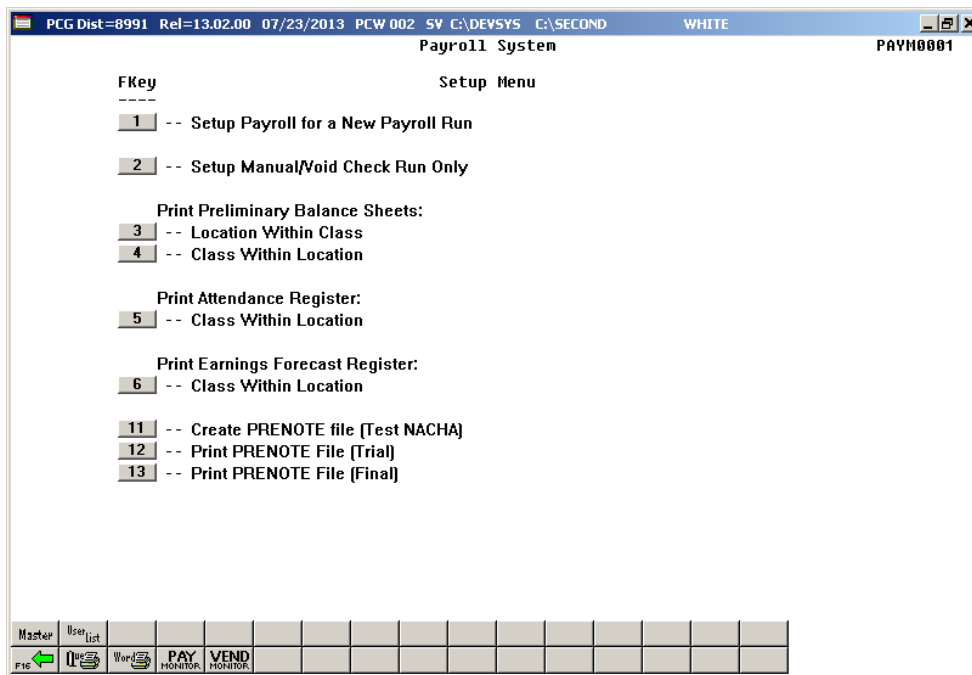 PCG Dist=8991 Rel=13.02.00 07/23/2013 PCW 002 SV C:\DEVSYS C:\SECOND WHITE
Payroll System PAYM0001
FKey Setup Menu
----
1 -- Setup Payroll for a New Payroll Run
2 -- Setup Manual/Void Check Run Only
Print Preliminary Balance Sheets:
3 -- Location Within Class
4 -- Class Within Location
Print Attendance Register:
5 -- Class Within Location
Print Earnings Forecast Register:
6 -- Class Within Location
11 -- Create PRENOTE file (Test NACHA)
12 -- Print PRENOTE File (Trial)
13 -- Print PRENOTE File (Final)
Master User List
F16 Que Word PAY MONITOR VEND MONITOR